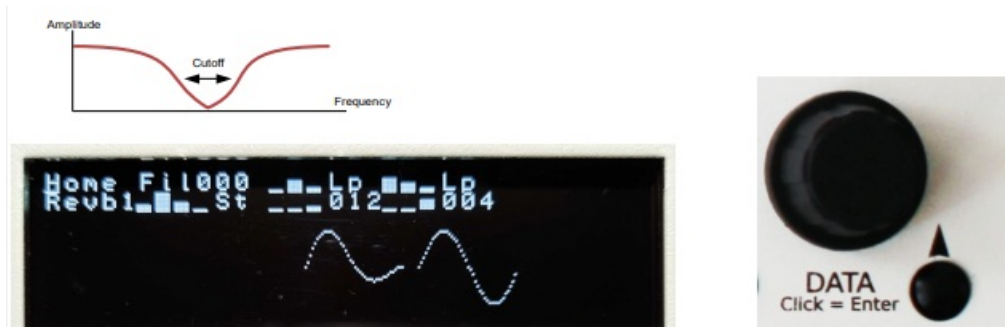 Amplitude
Cutoff
Frequency
Home Fil000 Lp Lp
Revb1 St 012 004
DATA
Click = Enter